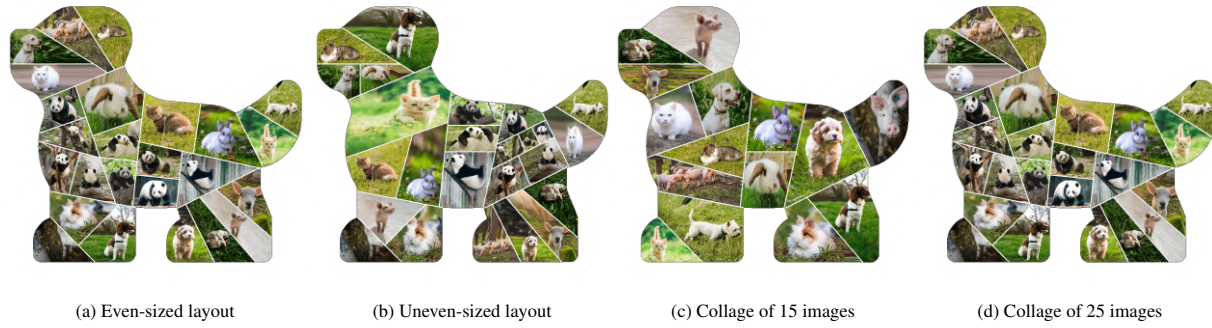 (a) Even-sized layout
(b) Uneven-sized layout
(c) Collage of 15 images
(d) Collage of 25 images